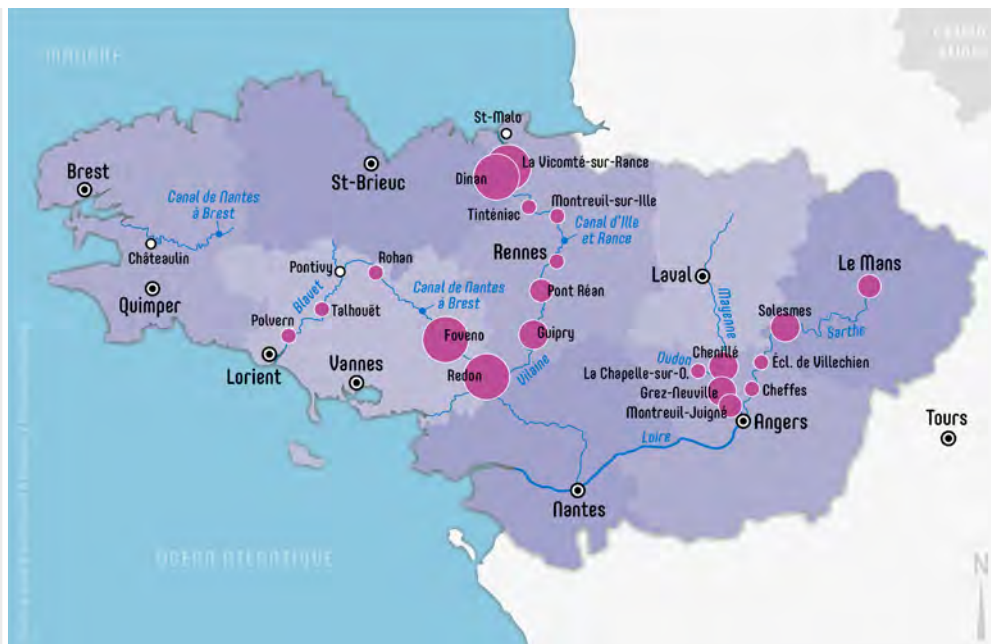 MANCHE
St-Malo
La Vicomté-sur-Rance
Dinan
Brest
St-Brieuc
Canal de Nantes
à Brest
Tinténiac
Montreuil-sur-Ille
Canal d'Ille
et Rance
Châteaulin
Pontivy
Rohan
Rennes
Laval
Le Mans
Quimper
Blavet
Talhouët
Canal de Nantes
à Brest
Pont Réan
Mayenne
Solesmes
Sarthe
Polvern
Foveno
Guipry
Oudon
Chenillé
Écl. de Villechien
Lorient
Vannes
Redon
Vilaine
La Chapelle-sur-O.
Grez-Neuville
Cheffes
Montreuil-Juigné
Angers
Tours
Loire
Nantes
OCÉAN ATLANTIQUE
N